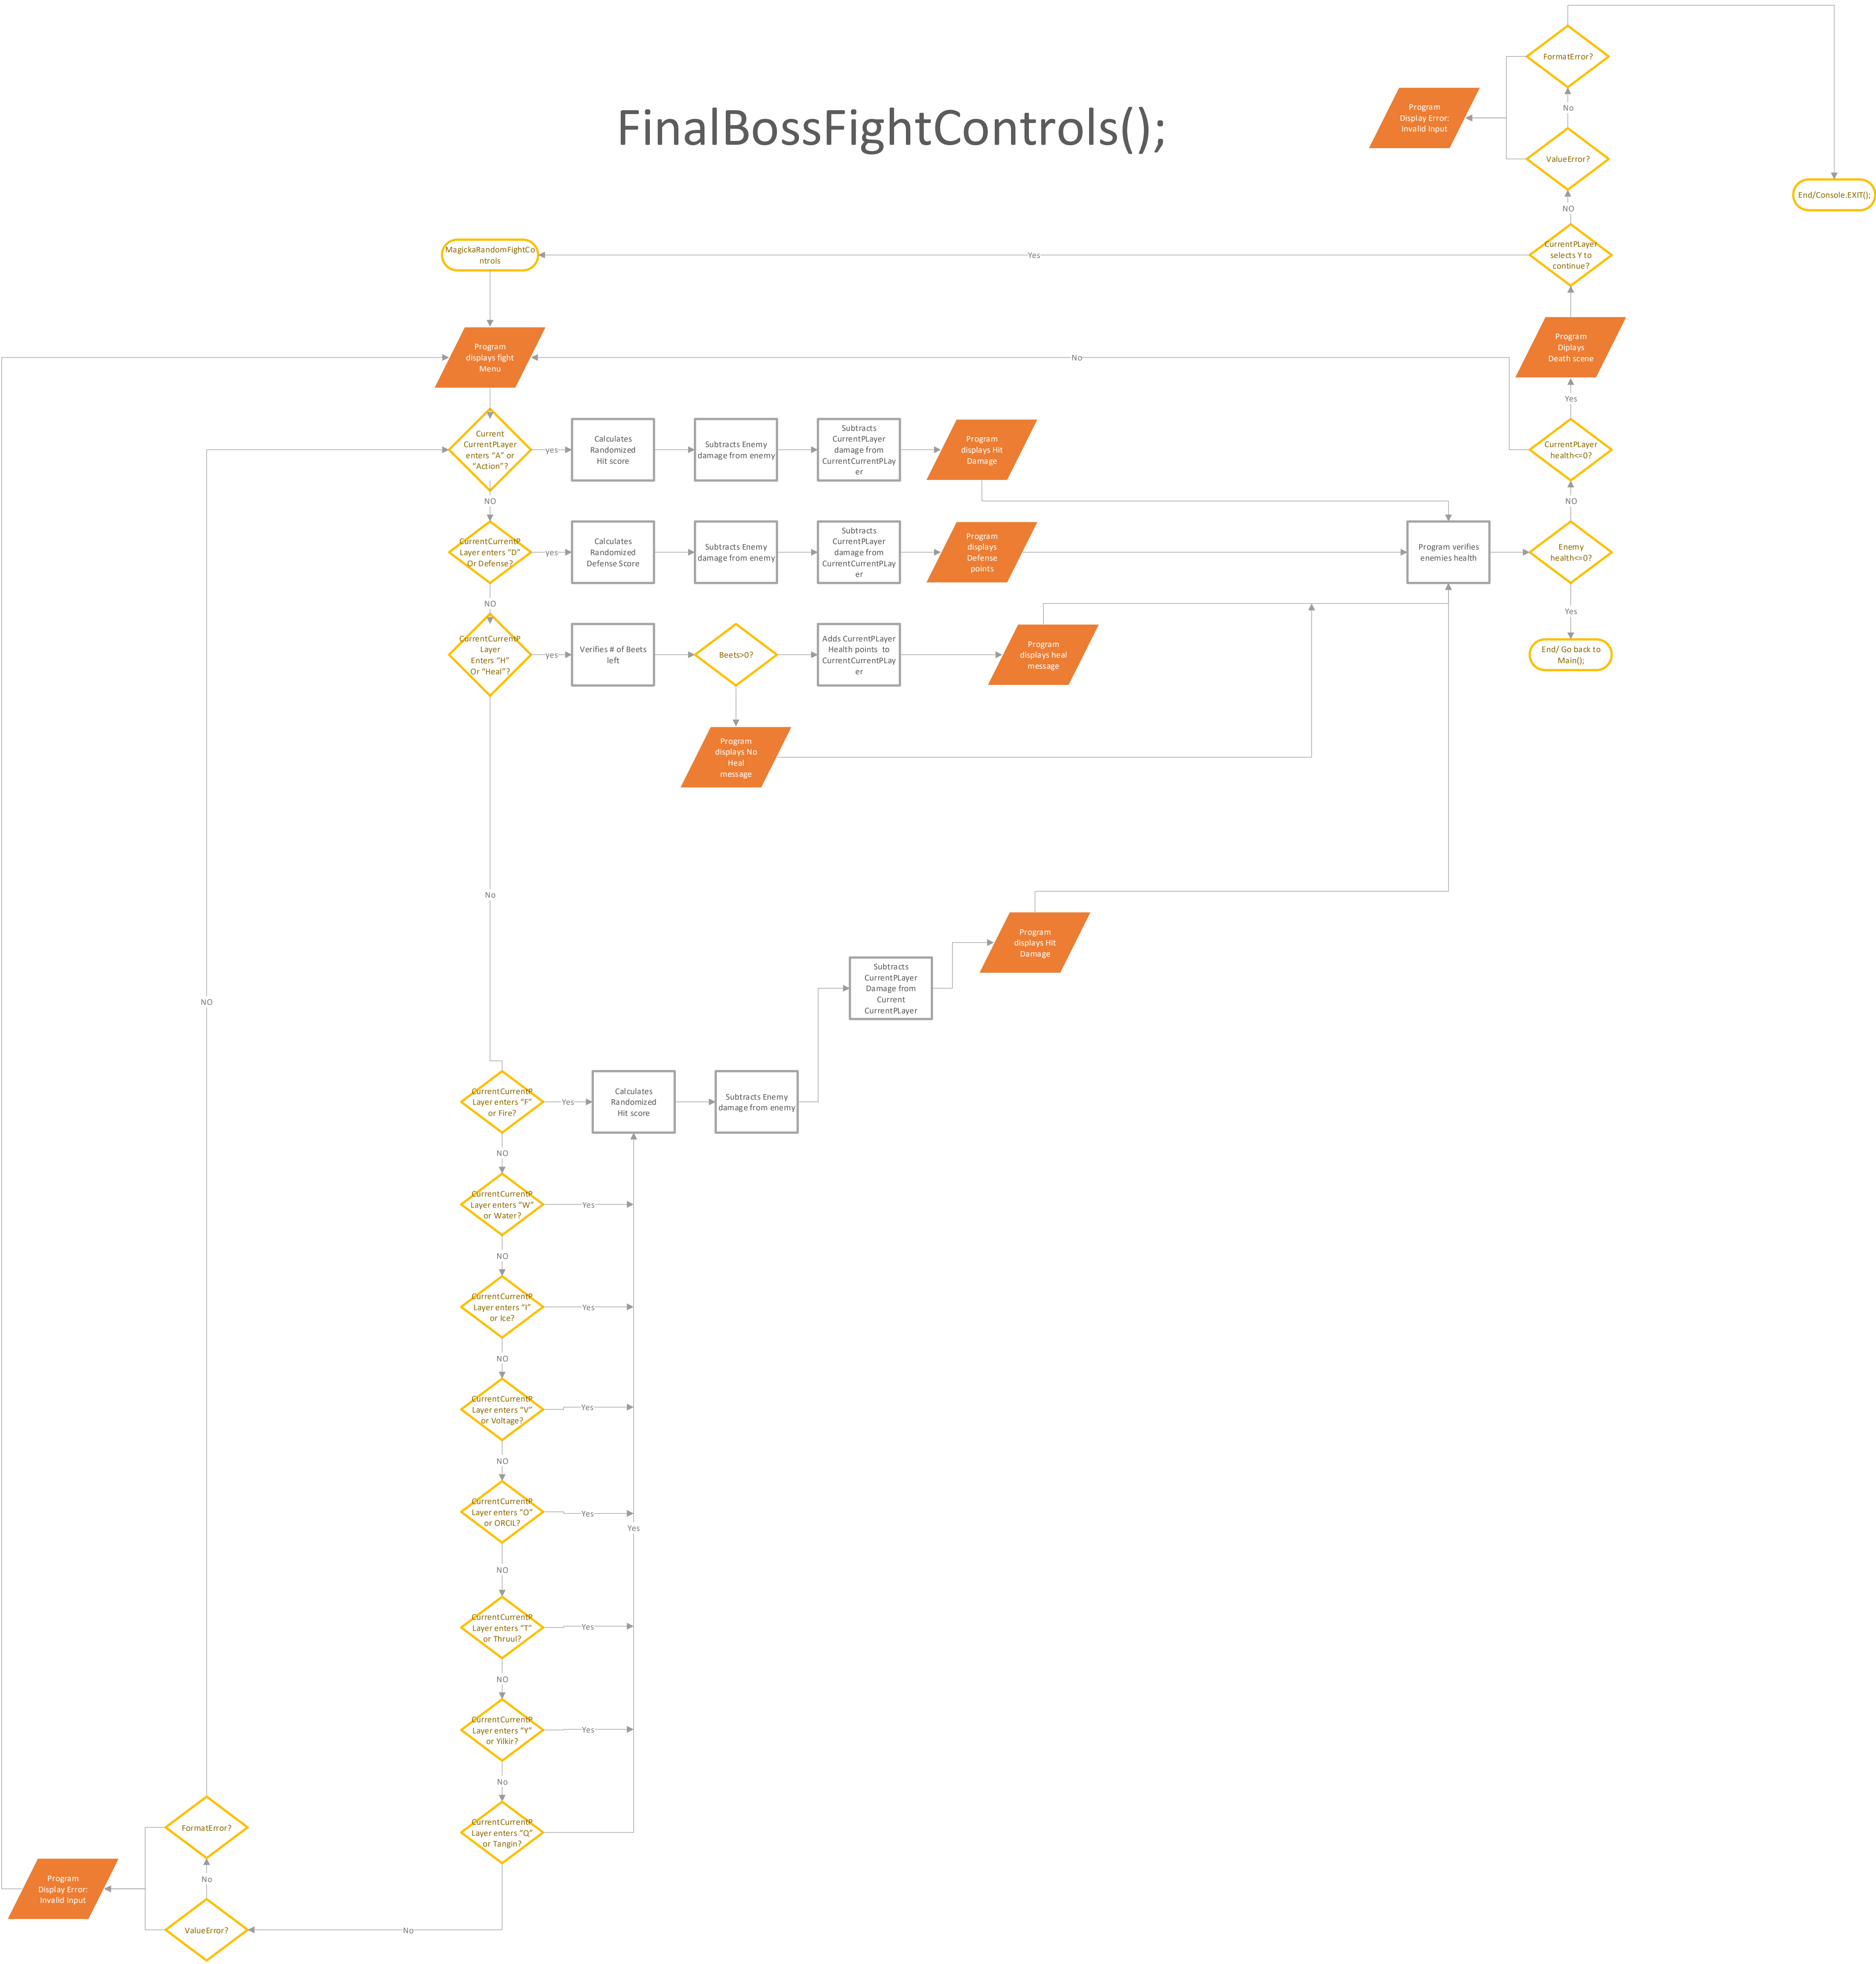 FormatError?
Program
Display Error:
Invalid Input
No
FinalBossFightControls();
ValueError?
End/Console.EXIT();
NO
MagickaRandomFightCo
ntrols
Yes
CurrentPLayer
selects Y to
continue?
Program
displays fight
Menu
No
Program
Diplays
Death scene
Yes
Current
CurrentPLayer
enters “A” or
“Action”?
yes
Calculates
Randomized
Hit score
Subtracts Enemy
damage from enemy
Subtracts
CurrentPLayer
damage from
CurrentCurrentPLay
er
Program
displays Hit
Damage
CurrentPLayer
health<=0?
NO
NO
CurrentCurrentP
Layer enters “D”
Or Defense?
yes
Calculates
Randomized
Defense Score
Subtracts Enemy
damage from enemy
Subtracts
CurrentPLayer
damage from
CurrentCurrentPLay
er
Program
displays
Defense
points
Program verifies
enemies health
Enemy
health<=0?
NO
Yes
CurrentCurrentP
Layer
Enters “H”
Or “Heal”?
yes
Verifies # of Beets
left
Beets>0?
Adds CurrentPLayer
Health points to
CurrentCurrentPLay
er
Program
displays heal
message
End/ Go back to
Main();
Program
displays No
Heal
message
No
Program
displays Hit
Damage
Subtracts
CurrentPLayer
Damage from
Current
CurrentPLayer
NO
CurrentCurrentP
Layer enters “F”
or Fire?
Yes
Calculates
Randomized
Hit score
Subtracts Enemy
damage from enemy
NO
CurrentCurrentP
Layer enters “W”
or Water?
Yes
NO
CurrentCurrentP
Layer enters “I”
or Ice?
Yes
NO
CurrentCurrentP
Layer enters “V”
or Voltage?
Yes
NO
CurrentCurrentP
Layer enters “O”
or ORCIL?
Yes
Yes
NO
CurrentCurrentP
Layer enters “T”
or Thruul?
Yes
NO
CurrentCurrentP
Layer enters “Y”
or Yilkir?
Yes
No
CurrentCurrentP
Layer enters “Q”
or Tangin?
FormatError?
Program
Display Error:
Invalid Input
No
ValueError?
No